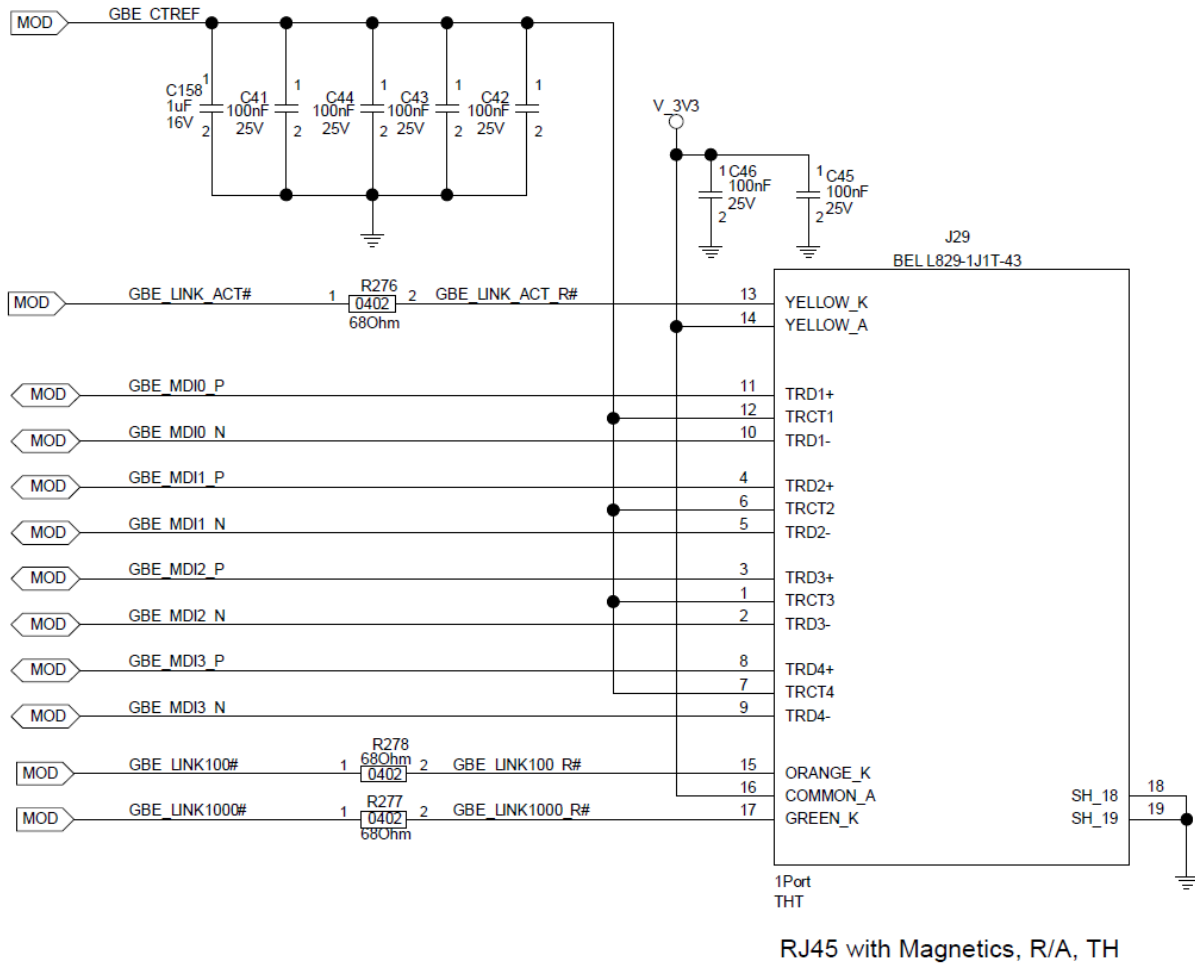 MOD GBE_CTREF
C158 1 1uF 16V 2
C41 1 100nF 25V 2
C44 1 100nF 25V 2
C43 1 100nF 25V 2
C42 1 100nF 25V 2
V_3V3
1 C46 100nF 25V 2
1 C45 100nF 25V 2
J29
BEL L829-1J1T-43
MOD GBE_LINK_ACT# 1 R276 0402 68Ohm 2 GBE_LINK_ACT_R# 13 YELLOW_K
14 YELLOW_A
MOD GBE_MDI0_P 11 TRD1+
12 TRCT1
MOD GBE_MDI0_N 10 TRD1-
MOD GBE_MDI1_P 4 TRD2+
6 TRCT2
MOD GBE_MDI1_N 5 TRD2-
MOD GBE_MDI2_P 3 TRD3+
1 TRCT3
MOD GBE_MDI2_N 2 TRD3-
MOD GBE_MDI3_P 8 TRD4+
7 TRCT4
MOD GBE_MDI3_N 9 TRD4-
MOD GBE_LINK100# 1 R278 68Ohm 0402 2 GBE_LINK100_R# 15 ORANGE_K
16 COMMON_A SH_18 18
MOD GBE_LINK1000# 1 R277 0402 68Ohm 2 GBE_LINK1000_R# 17 GREEN_K SH_19 19
1Port
THT
RJ45 with Magnetics, R/A, TH